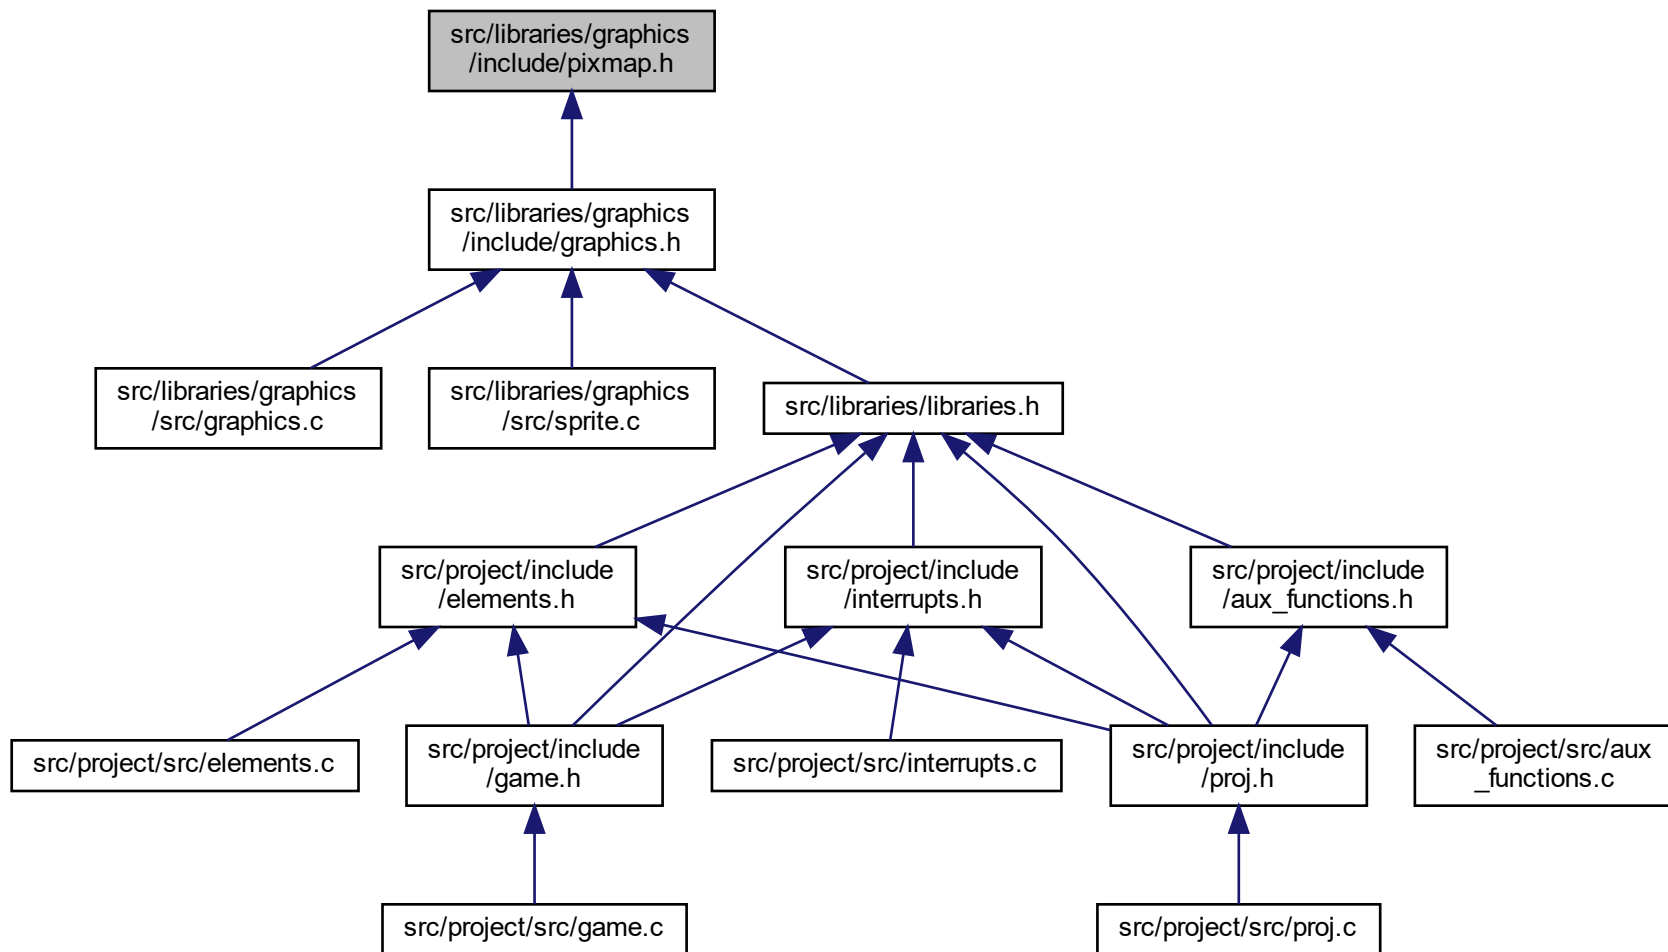 src/libraries/graphics
/include/pixmap.h
src/libraries/graphics
/include/graphics.h
src/libraries/graphics
/src/graphics.c
src/libraries/graphics
/src/sprite.c
src/libraries/libraries.h
src/project/include
/elements.h
src/project/include
/interrupts.h
src/project/include
/aux_functions.h
src/project/src/elements.c
src/project/include
/game.h
src/project/src/interrupts.c
src/project/include
/proj.h
src/project/src/aux
_functions.c
src/project/src/game.c
src/project/src/proj.c